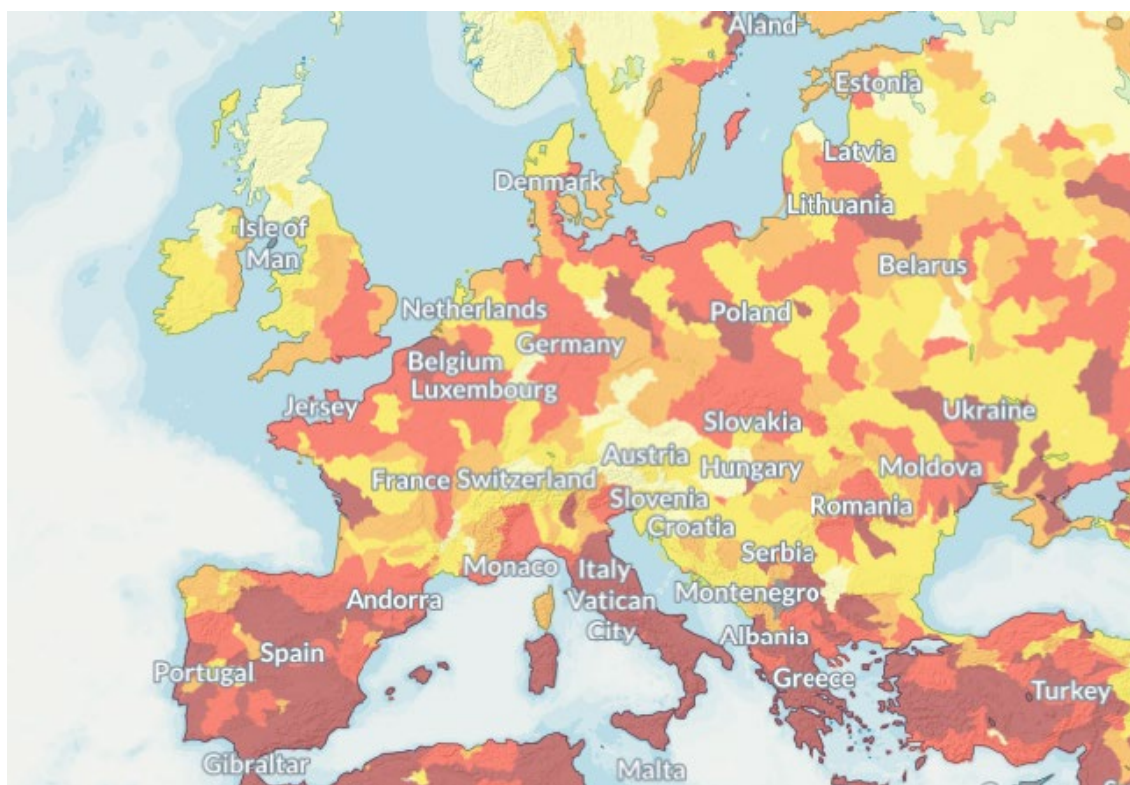 Åland
Estonia
Latvia
Denmark
Lithuania
Isle of
Man
Belarus
Netherlands
Poland
Germany
Belgium
Luxembourg
Jersey
Ukraine
Slovakia
Austria
Hungary
Moldova
France
Switzerland
Slovenia
Romania
Croatia
Serbia
Monaco
Italy
Montenegro
Andorra
Vatican
City
Albania
Spain
Portugal
Greece
Turkey
Gibraltar
Malta